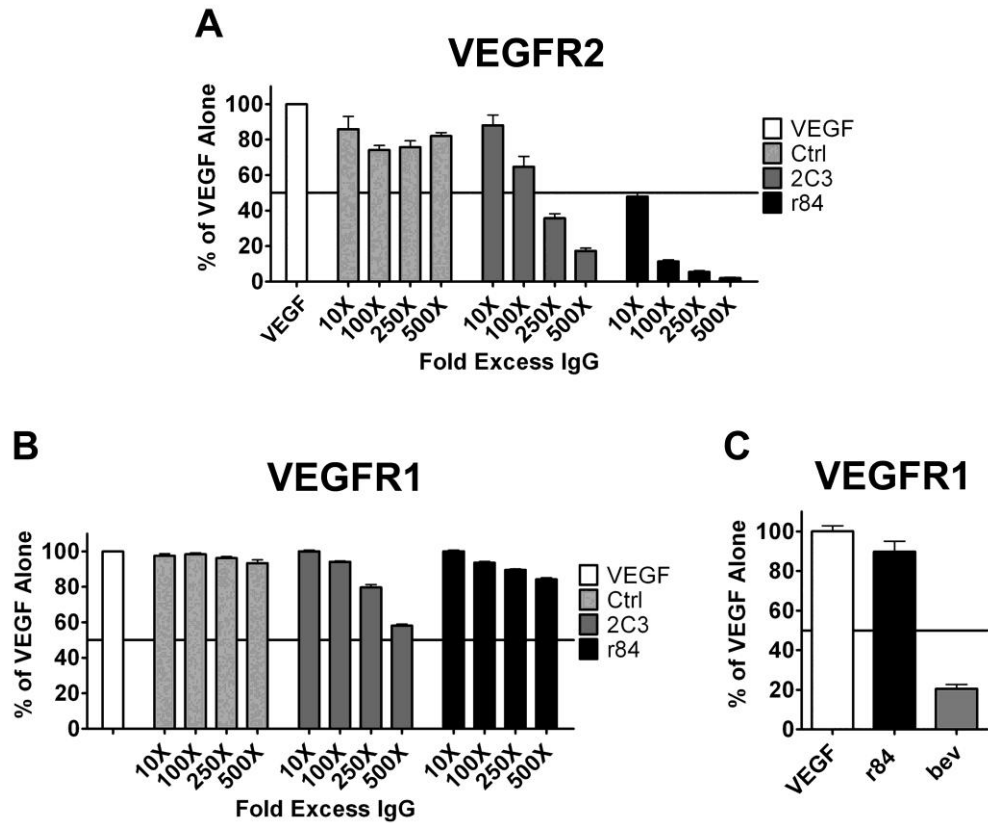 A
VEGFR2
% of VEGF Alone
100
80
60
40
20
0
VEGF
10X
100X
250X
500X
10X
100X
250X
500X
10X
100X
250X
500X
Fold Excess IgG
VEGF
Ctrl
2C3
r84
B
VEGFR1
% of VEGF Alone
100
80
60
40
20
0
10X
100X
250X
500X
10X
100X
250X
500X
10X
100X
250X
500X
Fold Excess IgG
VEGF
Ctrl
2C3
r84
C
VEGFR1
% of VEGF Alone
100
80
60
40
20
0
VEGF
r84
bev